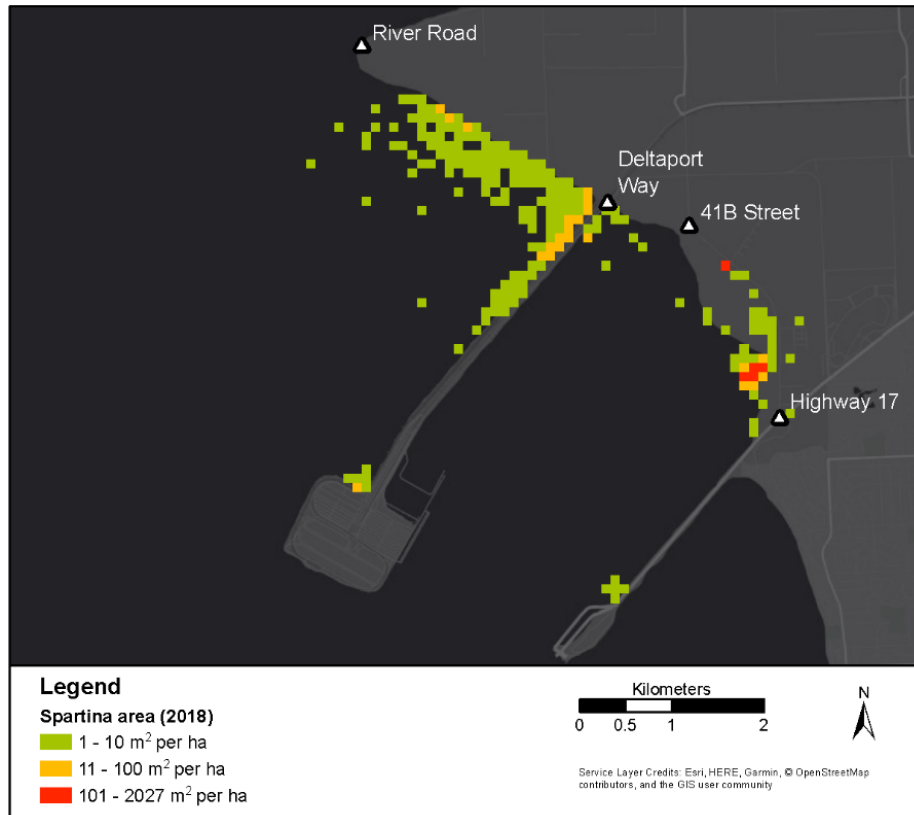 River Road
Deltaport
Way
41B Street
Highway 17
Legend
Spartina area (2018)
1 - 10 m² per ha
11 - 100 m² per ha
101 - 2027 m² per ha
Kilometers
0 0.5 1 2
N
Service Layer Credits: Esri, HERE, Garmin, © OpenStreetMap
contributors, and the GIS user community